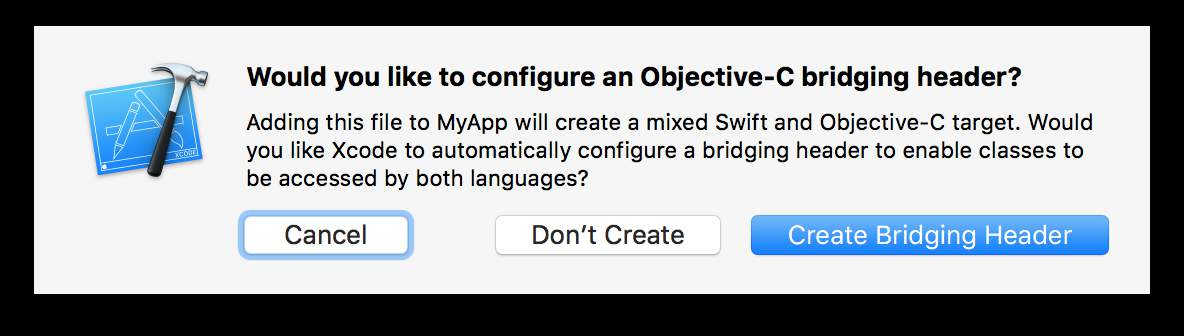 Would you like to configure an Objective-C bridging header?
Adding this file to MyApp will create a mixed Swift and Objective-C target. Would
you like Xcode to automatically configure a bridging header to enable classes to
be accessed by both languages?
XCODE
Cancel
Don’t Create
Create Bridging Header